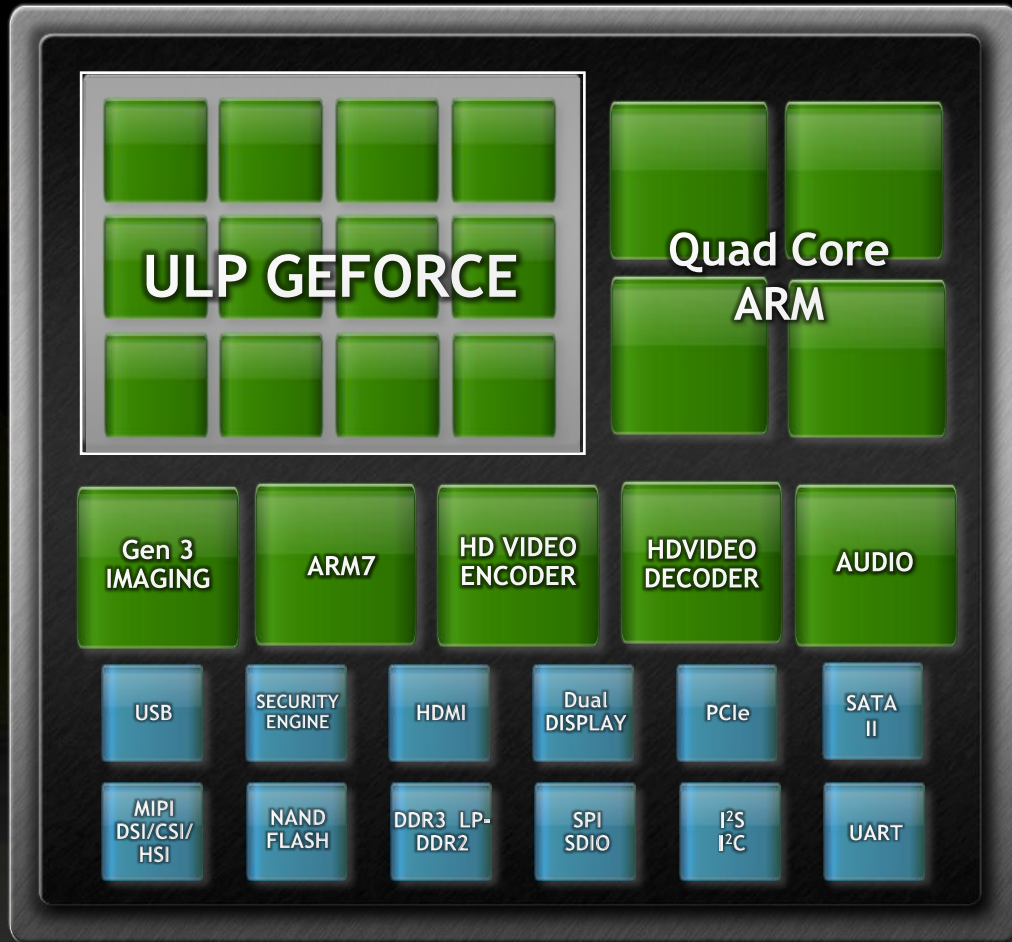 ULP GEFORCE
Quad Core
ARM
Gen 3
IMAGING
ARM7
HD VIDEO
ENCODER
HDVIDEO
DECODER
AUDIO
USB
SECURITY
ENGINE
HDMI
Dual
DISPLAY
PCIe
SATA
II
MIPI
DSI/CSI/
HSI
NAND
FLASH
DDR3 LP-
DDR2
SPI
SDIO
I²S
I²C
UART